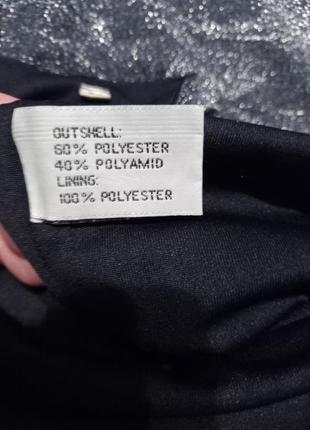 OUTSHELL:
60% POLYESTER
40% POLYAMID
LINING:
100% POLYESTER